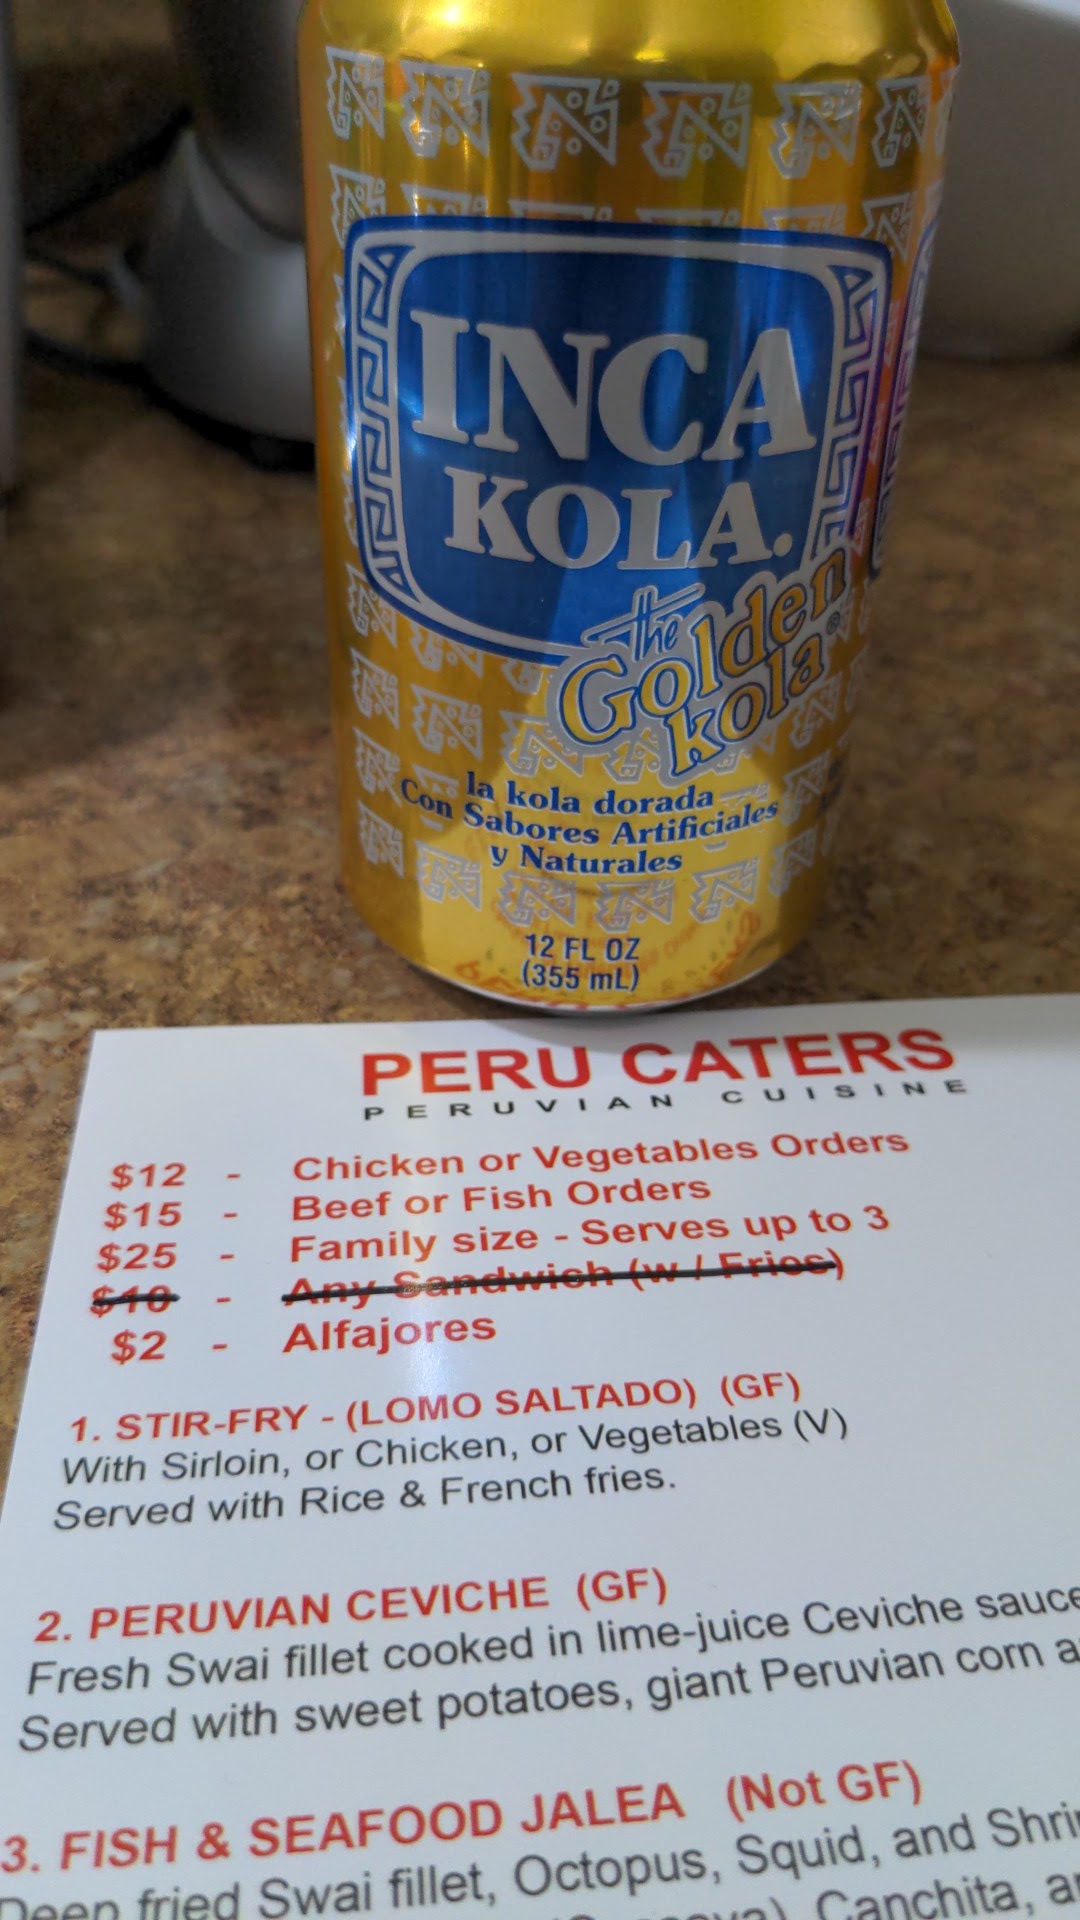 INCA
KOLA.
the
Golden
kola®
la kola dorada
Con Sabores Artificiales
y Naturales
12 FL OZ
(355 mL)
PERU CATERS
PERUVIAN CUISINE
$12 - Chicken or Vegetables Orders
$15 - Beef or Fish Orders
$25 - Family size - Serves up to 3
$10 - Any Sandwich (w / Fries)
$2 - Alfajores
1. STIR-FRY - (LOMO SALTADO) (GF)
With Sirloin, or Chicken, or Vegetables (V)
Served with Rice & French fries.
2. PERUVIAN CEVICHE (GF)
Fresh Swai fillet cooked in lime-juice Ceviche sauce
Served with sweet potatoes, giant Peruvian corn
3. FISH & SEAFOOD JALEA (Not GF)
Deep fried Swai fillet, Octopus, Squid, and
Canchita,